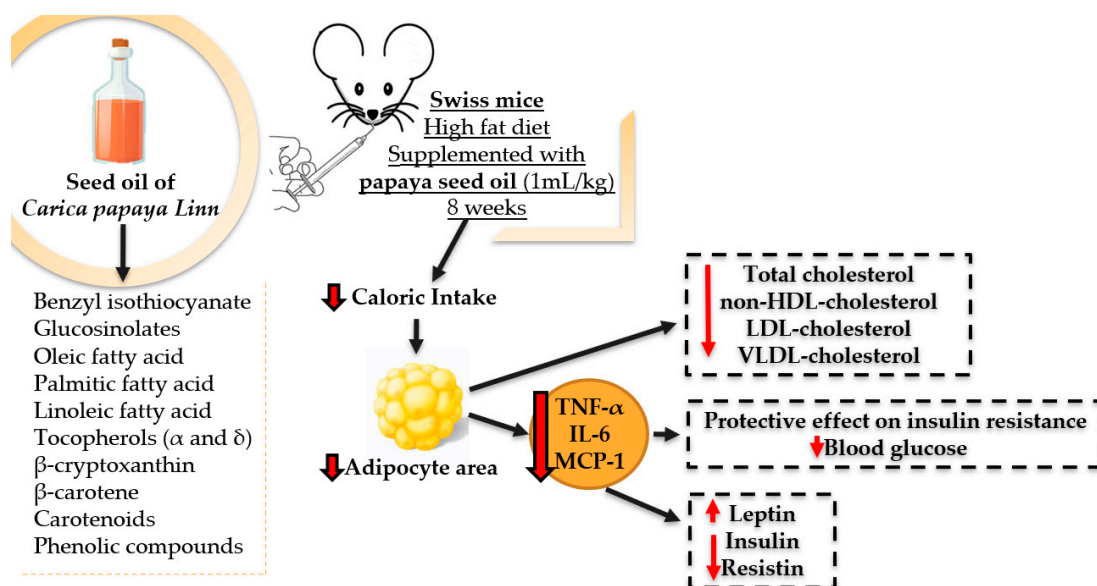 Seed oil of
Carica papaya Linn
Benzyl isothiocyanate
Glucosinolates
Oleic fatty acid
Palmitic fatty acid
Linoleic fatty acid
Tocopherols (α and δ)
β-cryptoxanthin
β-carotene
Carotenoids
Phenolic compounds
Swiss mice
High fat diet
Supplemented with
papaya seed oil (1mL/kg)
8 weeks
Caloric Intake
Adipocyte area
TNF-α
IL-6
MCP-1
Total cholesterol
non-HDL-cholesterol
LDL-cholesterol
VLDL-cholesterol
Protective effect on insulin resistance
Blood glucose
Leptin
Insulin
Resistin